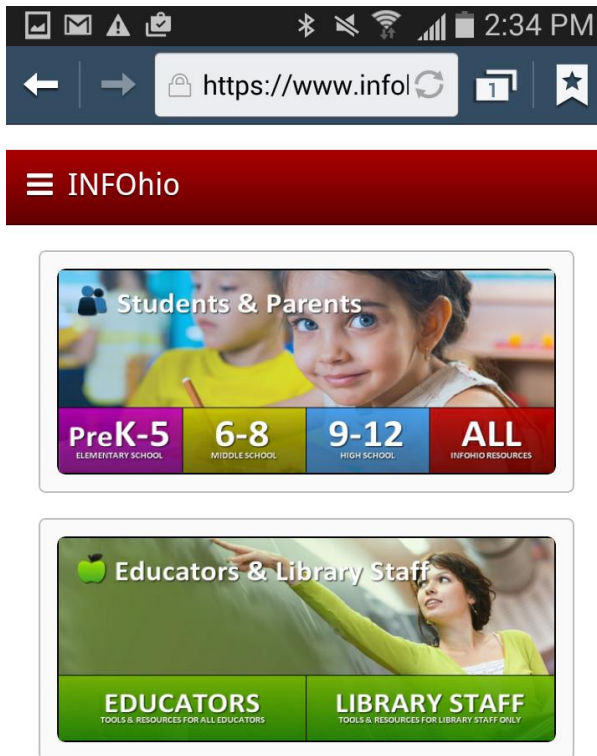 2:34 PM
https://www.infol
1
INFOhio
Students & Parents
PreK-5
ELEMENTARY SCHOOL
6-8
MIDDLE SCHOOL
9-12
HIGH SCHOOL
ALL
INFOHIO RESOURCES
Educators & Library Staff
EDUCATORS
TOOLS & RESOURCES FOR ALL EDUCATORS
LIBRARY STAFF
TOOLS & RESOURCES FOR LIBRARY STAFF ONLY